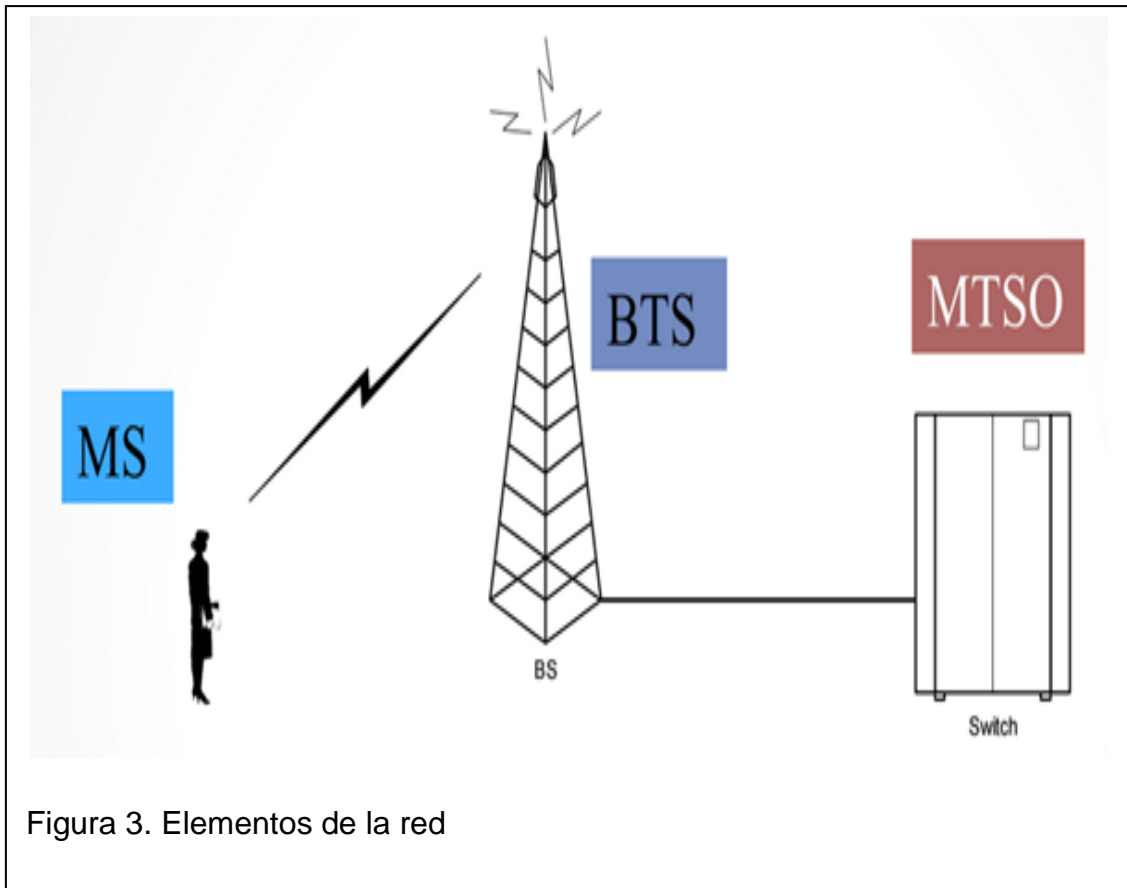 MS
BTS
MTSO
BS
Switch
Figura 3. Elementos de la red